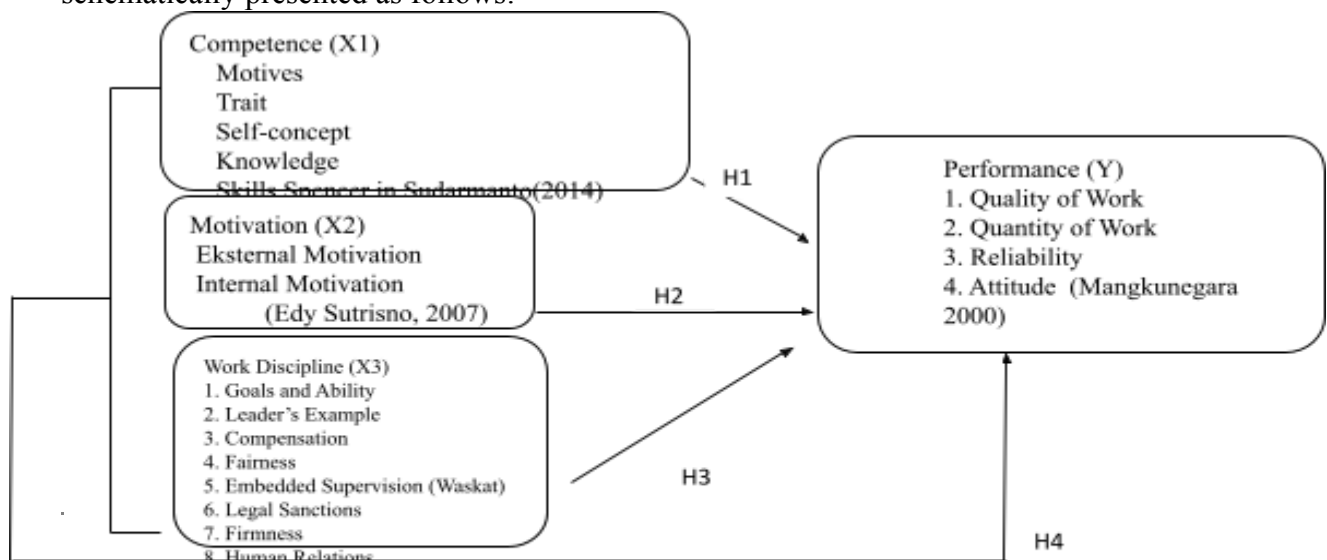 schematically presented as follows:
Competence (X1)
Motives
Trait
Self-concept
Knowledge
Skills Spencer in Sudarmanto(2014)
H1
Motivation (X2)
Eksternal Motivation
Internal Motivation
(Edy Sutrisno, 2007)
H2
Work Discipline (X3)
1. Goals and Ability
2. Leader's Example
3. Compensation
4. Fairness
5. Embedded Supervision (Waskat)
6. Legal Sanctions
7. Firmness
8. Human Relations
H3
Performance (Y)
1. Quality of Work
2. Quantity of Work
3. Reliability
4. Attitude (Mangkunegara
2000)
H4